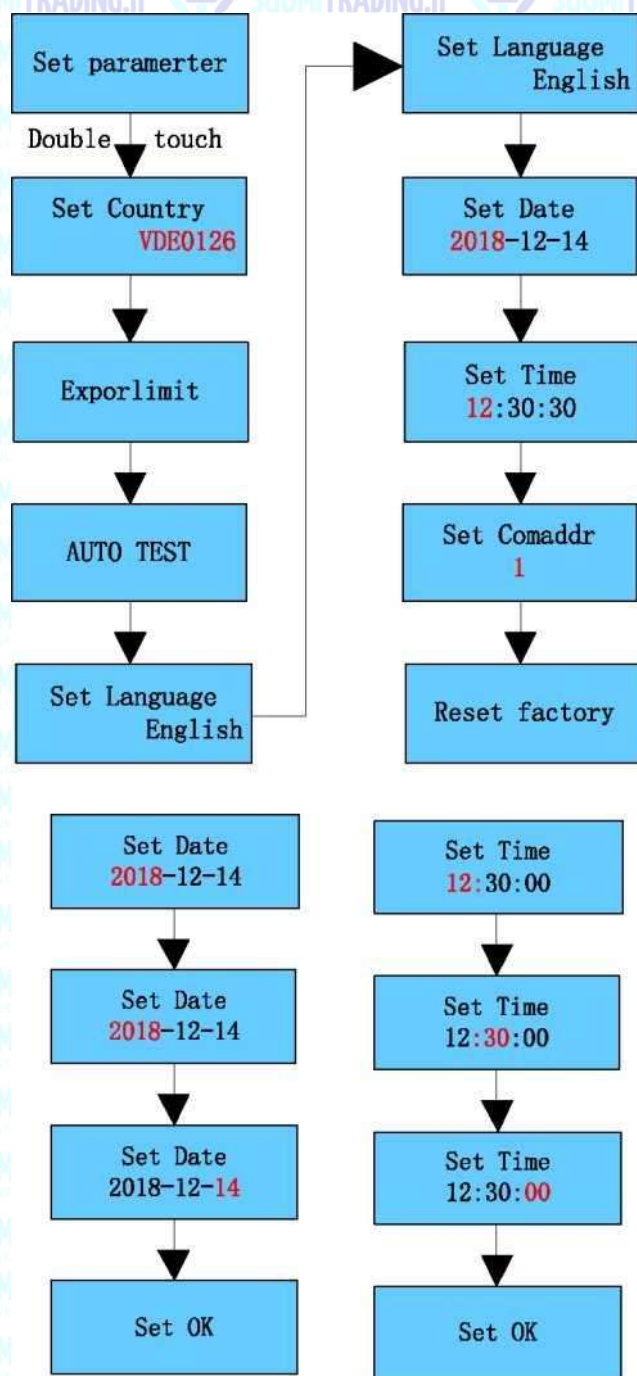 Set paramerter
Double touch
Set Country
VDE0126
Exporlimit
AUTO TEST
Set Language
English
Set Language
English
Set Date
2018-12-14
Set Time
12:30:30
Set Comaddr
1
Reset factory
Set Date
2018-12-14
Set Date
2018-12-14
Set Date
2018-12-14
Set OK
Set Time
12:30:00
Set Time
12:30:00
Set Time
12:30:00
Set OK